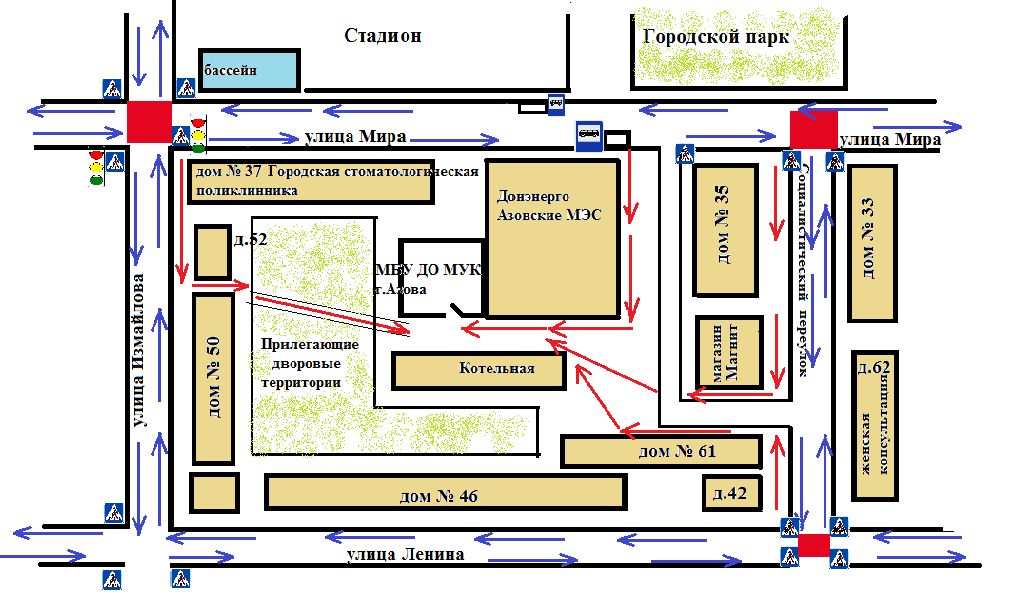 Стадион
Городской парк
бассейн
улица Мира
улица Мира
дом № 37 Городская стоматологическая
поликлинника
Донэнерго
Азовские МЭС
дом № 35
Социалистический переулок
дом № 33
д.52
МБУ ДО МУК
г.Азова
улица Измайлова
дом № 50
Прилегающие
дворовые
территории
Котельная
магазин
Магнит
д.62
женская
консультация
дом № 61
дом № 46
д.42
улица Ленина